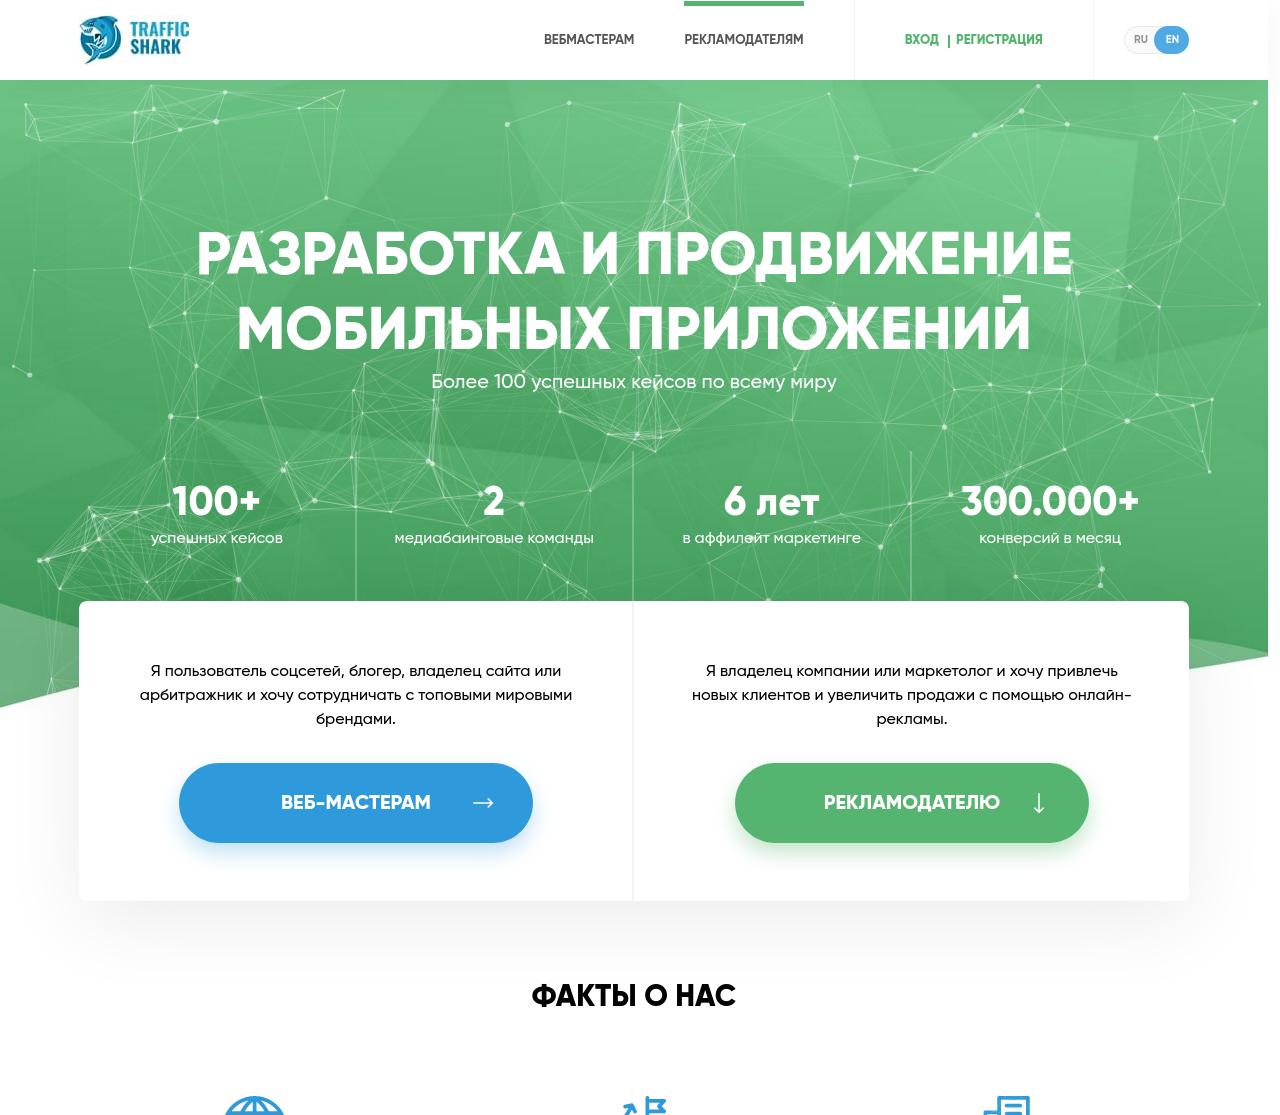 TRAFFIC
SHARK
ВЕБМАСТЕРАМ
РЕКЛАМОДАТЕЛЯМ
ВХОД | РЕГИСТРАЦИЯ
RU EN
РАЗРАБОТКА И ПРОДВИЖЕНИЕ
МОБИЛЬНЫХ ПРИЛОЖЕНИЙ
Более 100 успешных кейсов по всему миру
100+
успешных кейсов
2
медиабаинговые команды
6 лет
в аффилейт маркетинге
300.000+
конверсий в месяц
Я пользователь соцсетей, блогер, владелец сайта или
арбитражник и хочу сотрудничать с топовыми мировыми
брендами.
ВЕБ-МАСТЕРАМ
Я владелец компании или маркетолог и хочу привлечь
новых клиентов и увеличить продажи с помощью онлайн-
рекламы.
РЕКЛАМОДАТЕЛЮ
ФАКТЫ О НАС